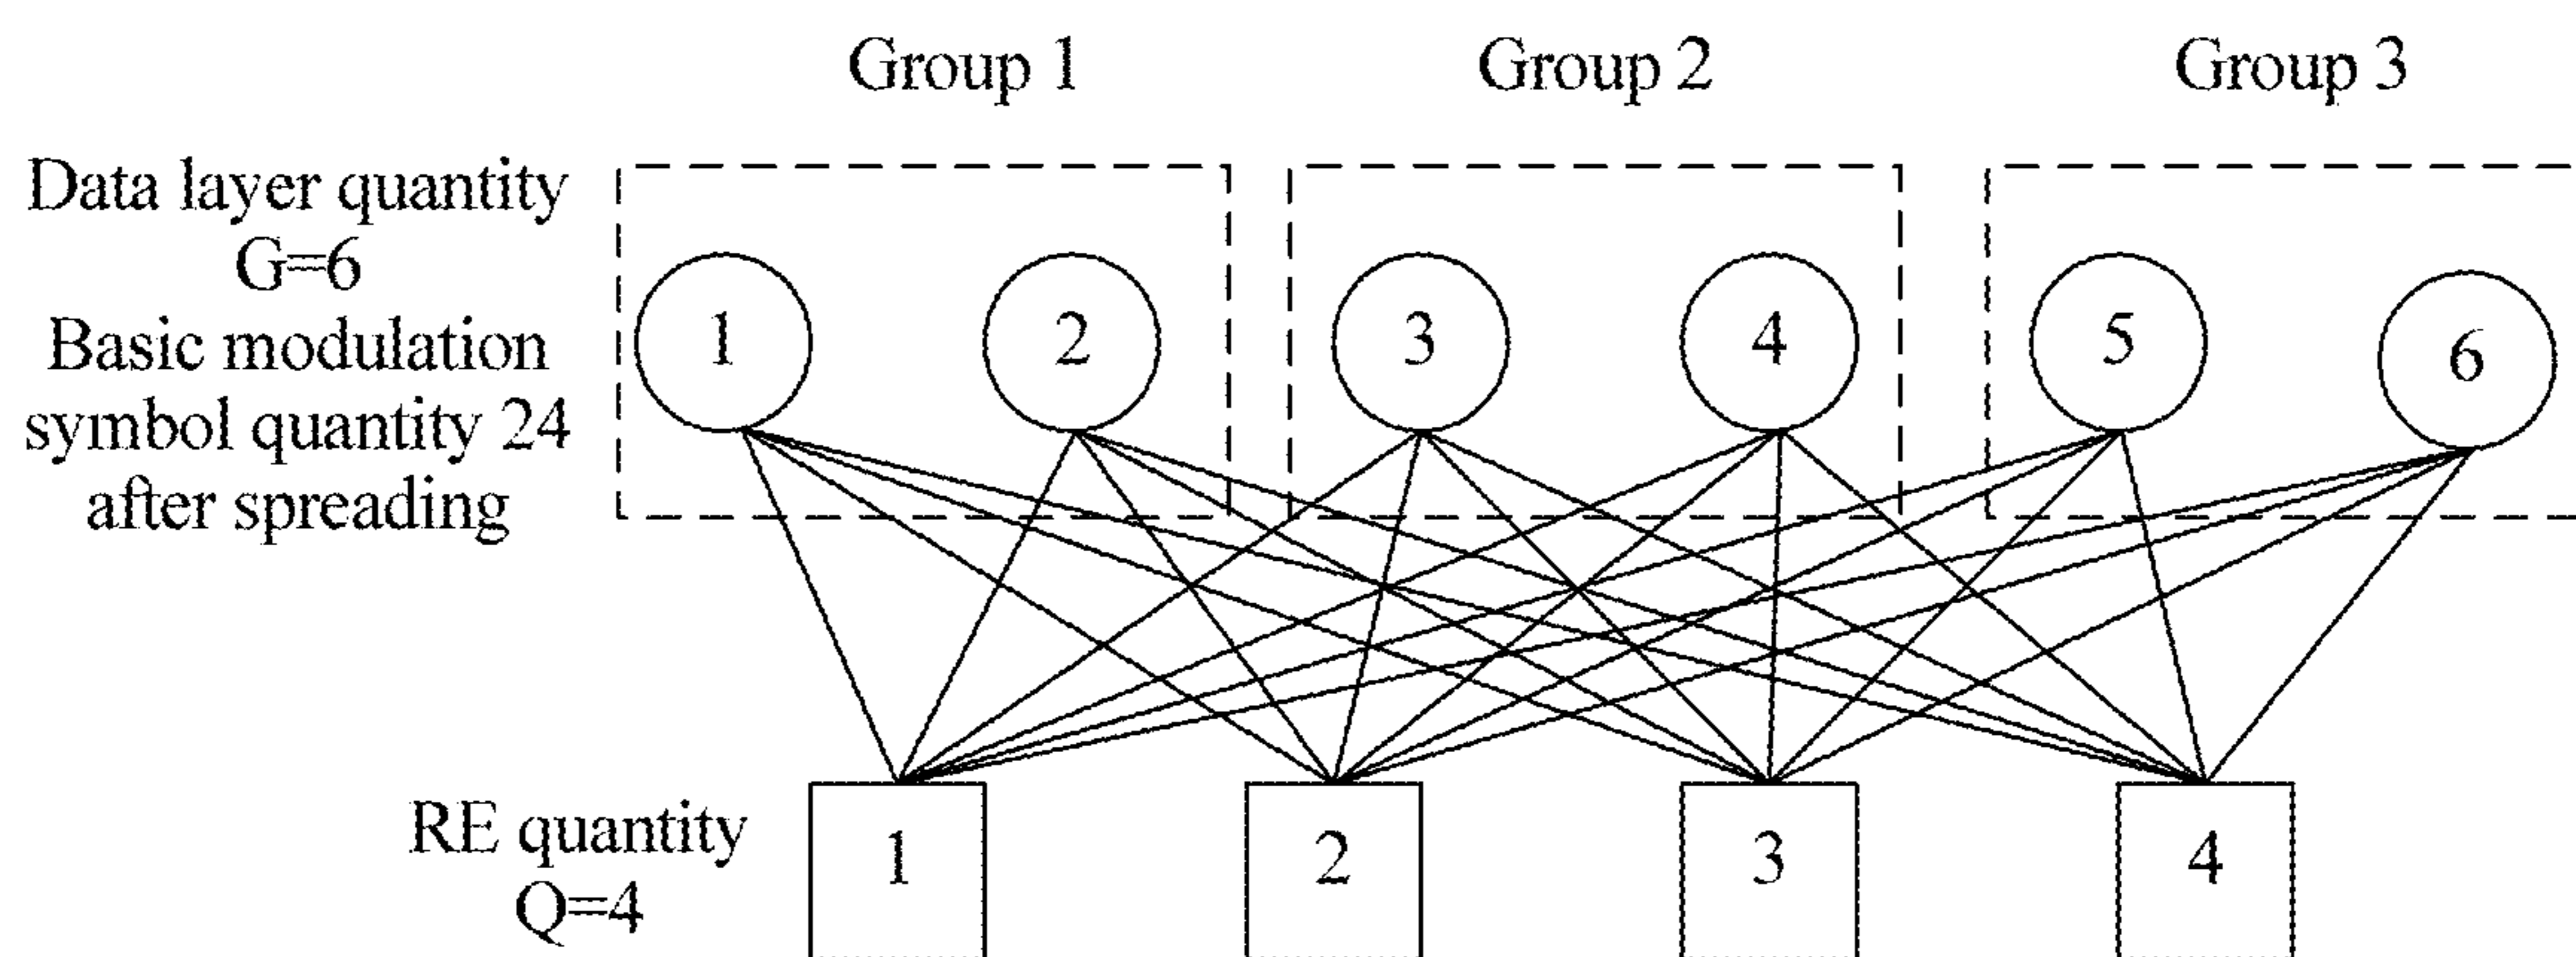 Group 1
Group 2
Group 3
Data layer quantity
G=6
Basic modulation
symbol quantity 24
after spreading
1
2
3
4
5
6
RE quantity
Q=4
1
2
3
4